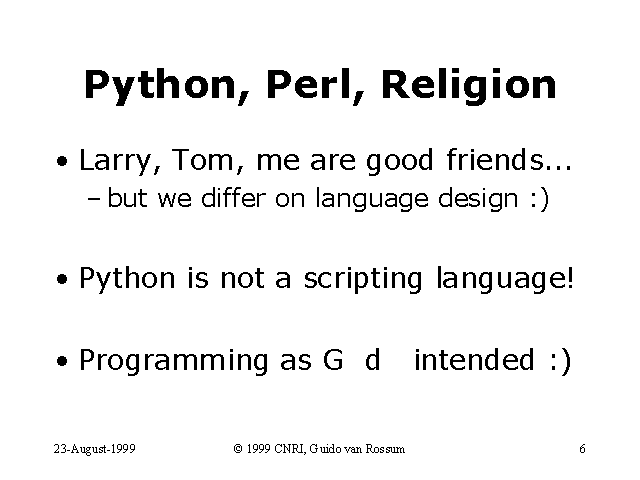 Python, Perl, Religion
• Larry, Tom, me are good friends...
– but we differ on language design :)
• Python is not a scripting language!
• Programming as G  d   intended :)
23-August-1999
© 1999 CNRI, Guido van Rossum
6